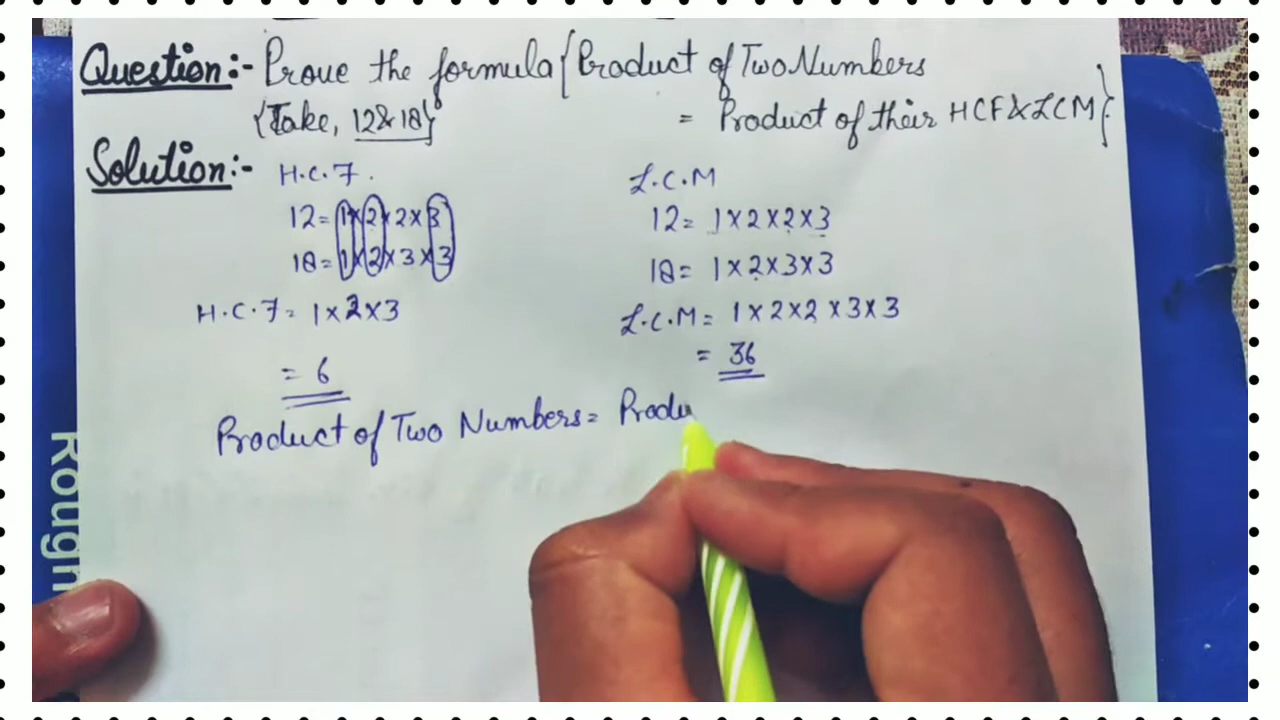 Question:- Prove the formula {Product of Two Numbers
{Take, 12&18} = Product of their HCF & LCM}
Solution:- H.C.F. L.C.M
12= 1×2×2×3 12= 1×2×2×3
18= 1×2×3×3 18= 1×2×3×3
H.C.F= 1×2×3 L.C.M= 1×2×2×3×3
= 6 = 36
Product of Two Numbers= Produ
Rough